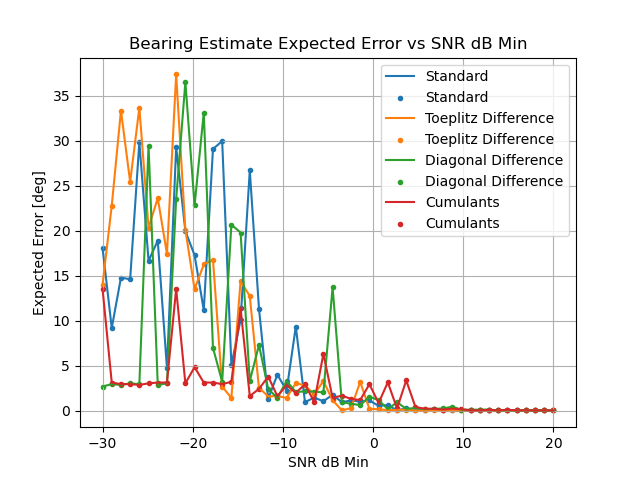 Bearing Estimate Expected Error vs SNR dB Min
Standard
Standard
Toeplitz Difference
Toeplitz Difference
Diagonal Difference
Diagonal Difference
Cumulants
Cumulants
35
30
25
20
15
10
5
0
Expected Error [deg]
−30
−20
−10
0
10
20
SNR dB Min